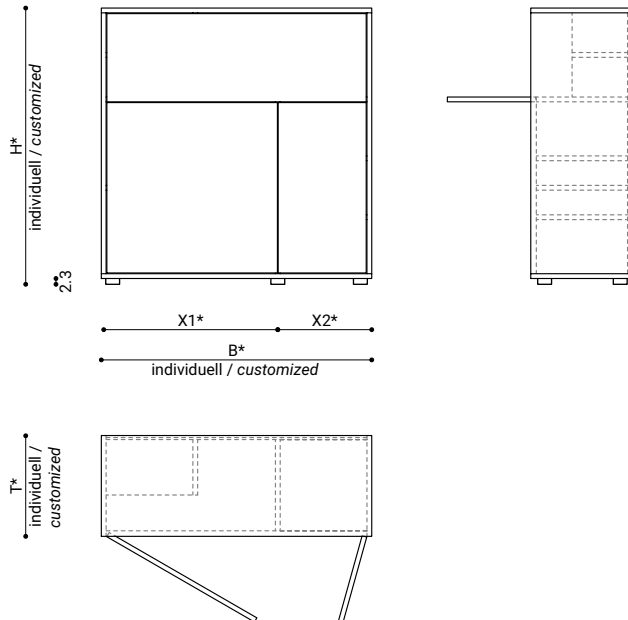 H*
individuell / customized
2.3
X1*
X2*
B*
individuell / customized
T*
individuell /
customized